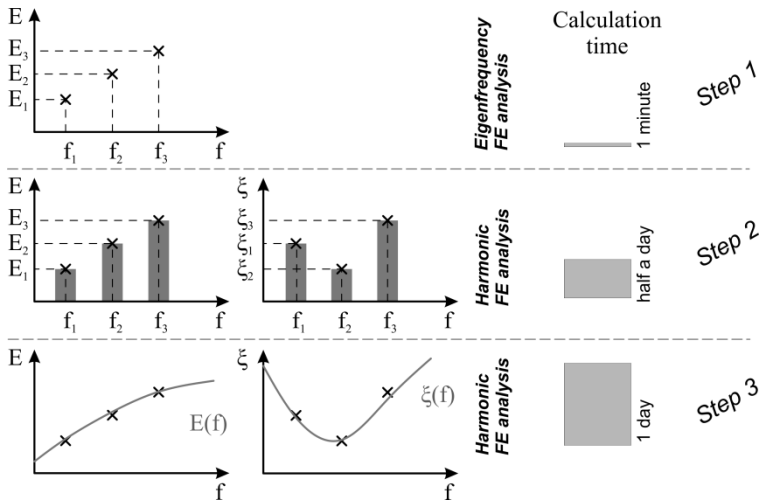 E
E₃
E₂
E₁
f₁ f₂ f₃ f
Eigenfrequency
FE analysis
Calculation
time
1 minute
Step 1
E
E₃
E₂
E₁
f₁ f₂ f₃ f
ξ
ξ₃
ξ₁
ξ₂
f₁ f₂ f₃ f
Harmonic
FE analysis
half a day
Step 2
E
E(f)
f
ξ
ξ(f)
f
Harmonic
FE analysis
1 day
Step 3